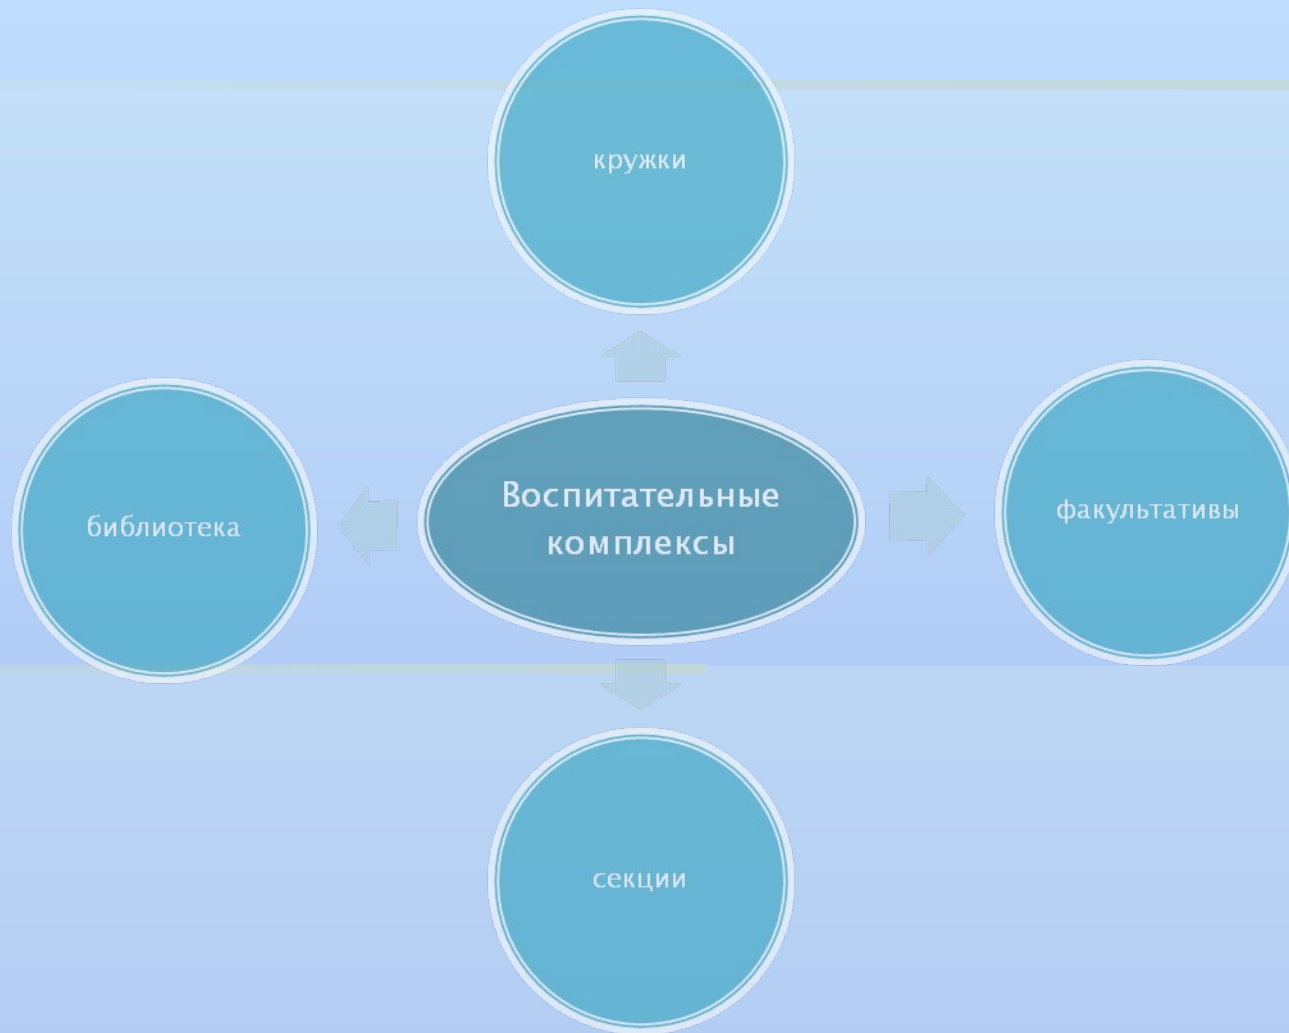 кружки
Воспитательные
комплексы
факультативы
библиотека
секции